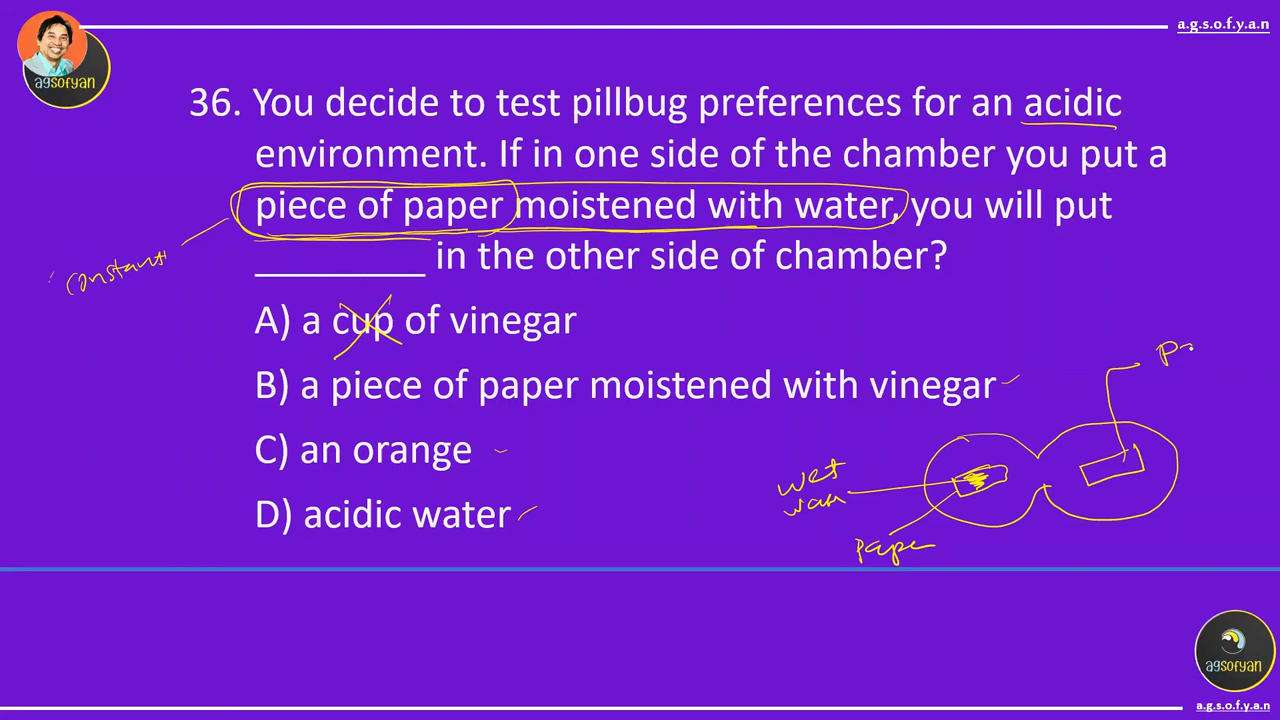 a.g.s.o.f.y.a.n
agsofyan
36. You decide to test pillbug preferences for an acidic
environment. If in one side of the chamber you put a
piece of paper moistened with water, you will put
________ in the other side of chamber?
constant
A) a cup of vinegar
B) a piece of paper moistened with vinegar
C) an orange
D) acidic water
P
wet
pape
agsofyan
a.g.s.o.f.y.a.n